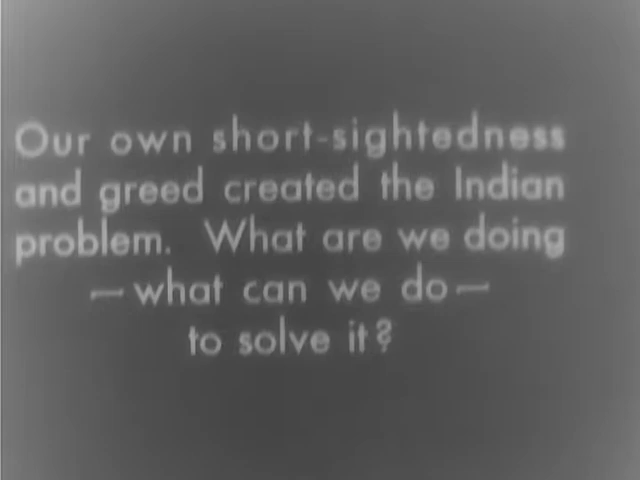 Our own short-sightedness
and greed created the Indian
problem. What are we doing
—what can we do—
to solve it?